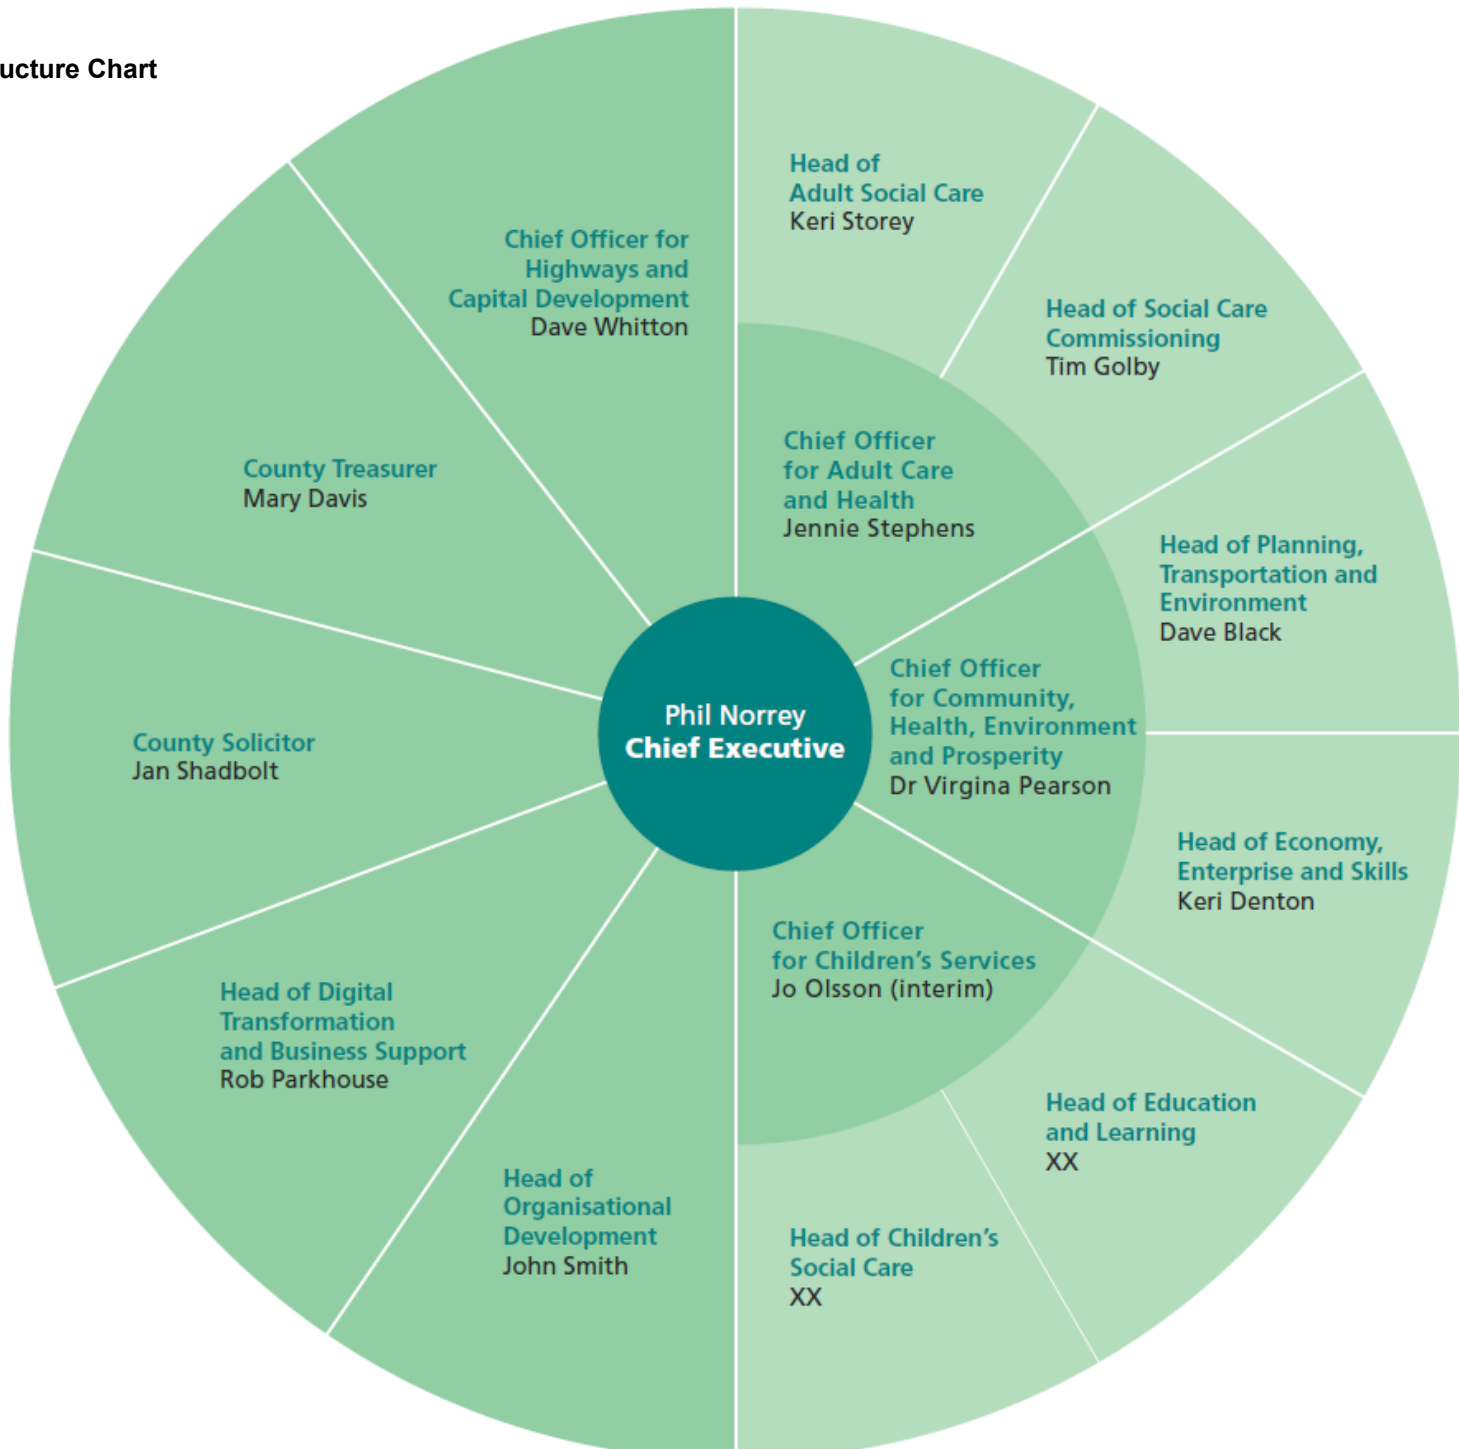 ucture Chart
Head of
Adult Social Care
Keri Storey
Chief Officer for
Highways and
Capital Development
Dave Whitton
Head of Social Care
Commissioning
Tim Golby
Chief Officer
for Adult Care
and Health
Jennie Stephens
County Treasurer
Mary Davis
Head of Planning,
Transportation and
Environment
Dave Black
Chief Officer
for Community,
Health, Environment
and Prosperity
Dr Virgina Pearson
Phil Norrey
Chief Executive
County Solicitor
Jan Shadbolt
Head of Economy,
Enterprise and Skills
Keri Denton
Chief Officer
for Children’s Services
Jo Olsson (interim)
Head of Digital
Transformation
and Business Support
Rob Parkhouse
Head of Education
and Learning
XX
Head of
Organisational
Development
John Smith
Head of Children’s
Social Care
XX